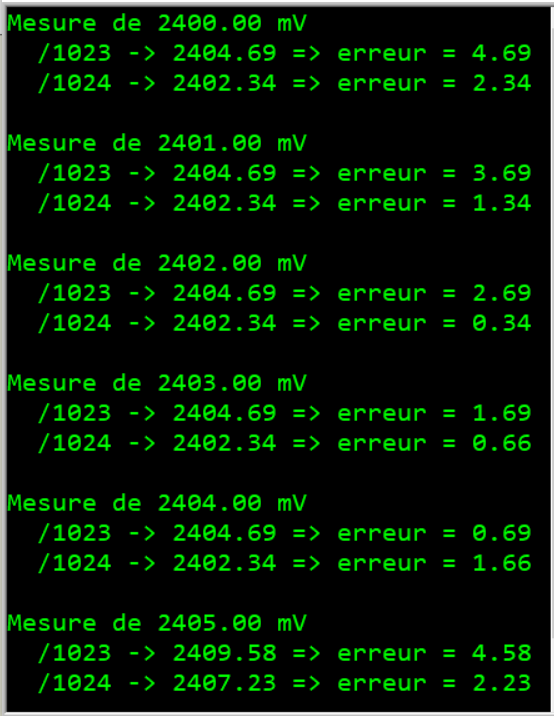 Mesure de 2400.00 mV
/1023 -> 2404.69 => erreur = 4.69
/1024 -> 2402.34 => erreur = 2.34
Mesure de 2401.00 mV
/1023 -> 2404.69 => erreur = 3.69
/1024 -> 2402.34 => erreur = 1.34
Mesure de 2402.00 mV
/1023 -> 2404.69 => erreur = 2.69
/1024 -> 2402.34 => erreur = 0.34
Mesure de 2403.00 mV
/1023 -> 2404.69 => erreur = 1.69
/1024 -> 2402.34 => erreur = 0.66
Mesure de 2404.00 mV
/1023 -> 2404.69 => erreur = 0.69
/1024 -> 2402.34 => erreur = 1.66
Mesure de 2405.00 mV
/1023 -> 2409.58 => erreur = 4.58
/1024 -> 2407.23 => erreur = 2.23